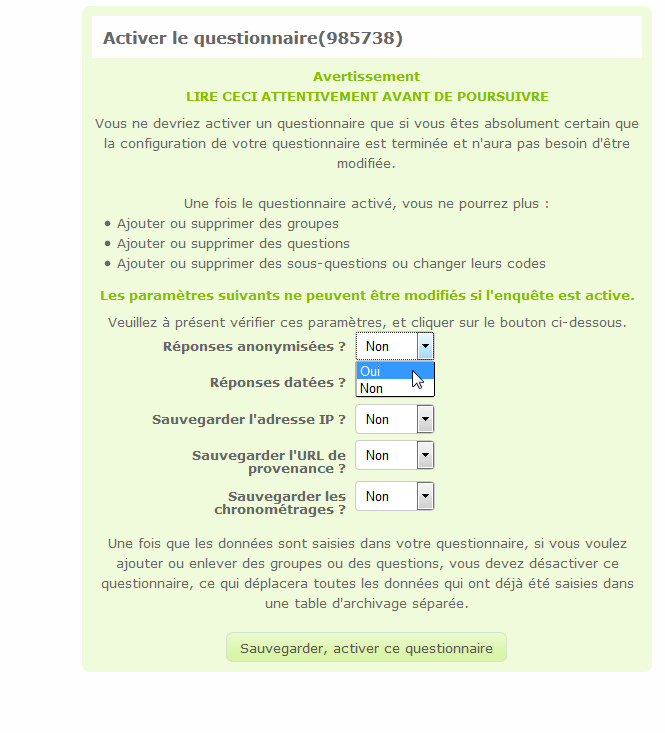 Activer le questionnaire(985738)
Avertissement
LIRE CECI ATTENTIVEMENT AVANT DE POURSUIVRE
Vous ne devriez activer un questionnaire que si vous êtes absolument certain que
la configuration de votre questionnaire est terminée et n'aura pas besoin d'être
modifiée.
Une fois le questionnaire activé, vous ne pourrez plus :
• Ajouter ou supprimer des groupes
• Ajouter ou supprimer des questions
• Ajouter ou supprimer des sous-questions ou changer leurs codes
Les paramètres suivants ne peuvent être modifiés si l'enquête est active.
Veuillez à présent vérifier ces paramètres, et cliquer sur le bouton ci-dessous.
Réponses anonymisées ? Non
Oui
Réponses datées ? Non
Sauvegarder l'adresse IP ? Non
Sauvegarder l'URL de
provenance ? Non
Sauvegarder les
chronométrages ? Non
Une fois que les données sont saisies dans votre questionnaire, si vous voulez
ajouter ou enlever des groupes ou des questions, vous devez désactiver ce
questionnaire, ce qui déplacera toutes les données qui ont déjà été saisies dans
une table d'archivage séparée.
Sauvegarder, activer ce questionnaire